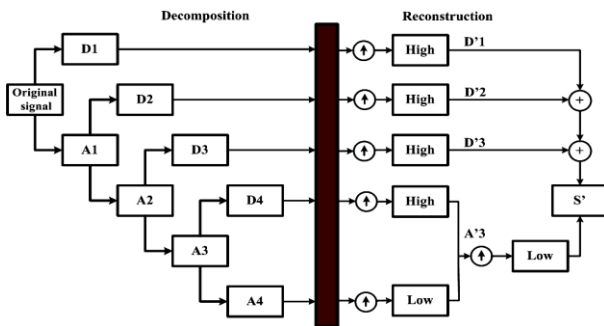 Decomposition Reconstruction
D1 High D'1
Original
signal
D2 High D'2 +
A1 D3 High D'3 +
A2 D4 High S'
A3 A'3 Low
A4 Low